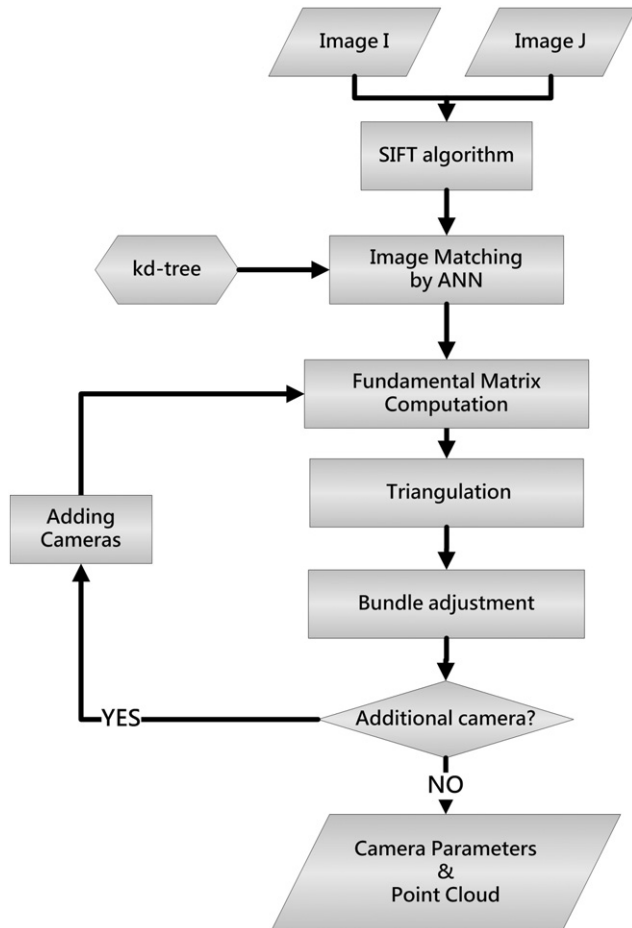 Image I
Image J
SIFT algorithm
kd-tree
Image Matching
by ANN
Fundamental Matrix
Computation
Triangulation
Adding
Cameras
Bundle adjustment
Additional camera?
YES
NO
Camera Parameters
&
Point Cloud